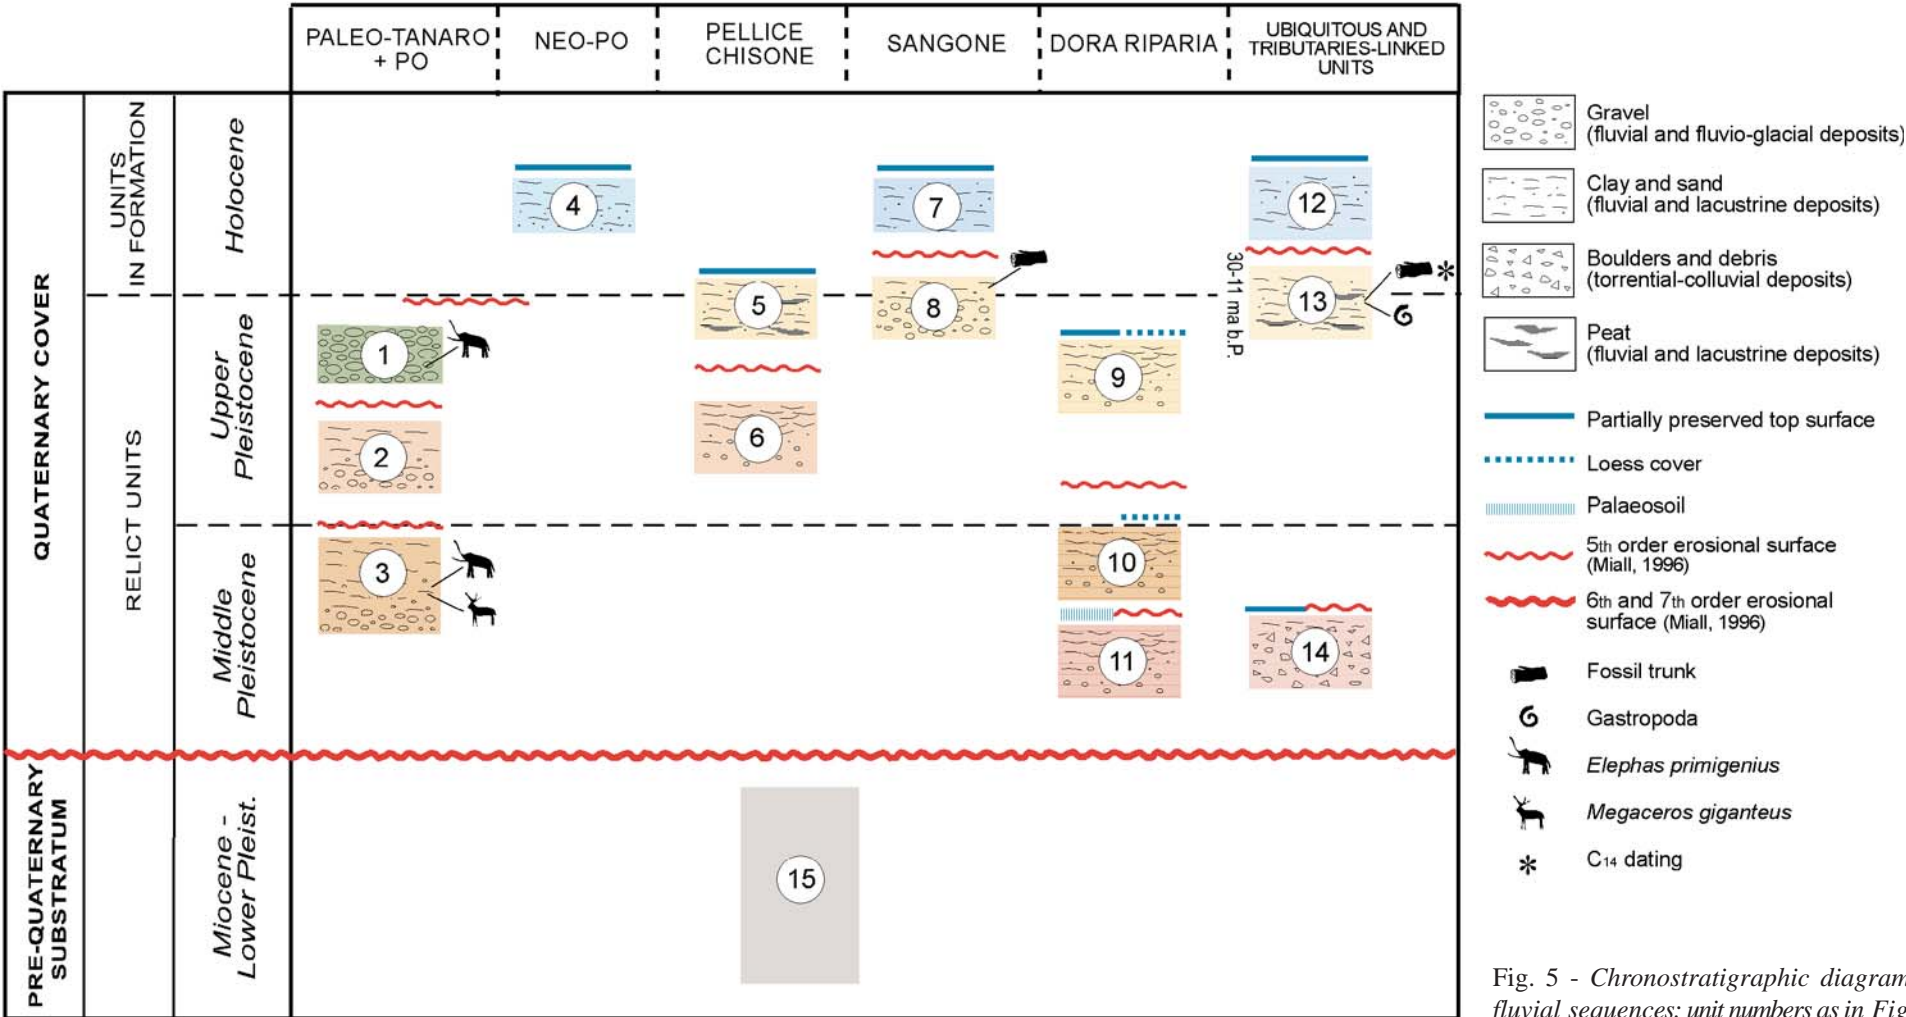 PALEO-TANARO
+ PO
NEO-PO
PELLICE
CHISONE
SANGONE
DORA RIPARIA
UBIQUITOUS AND
TRIBUTARIES-LINKED
UNITS
QUATERNARY COVER
UNITS
IN FORMATION
RELICT UNITS
Holocene
Upper
Pleistocene
Middle
Pleistocene
PRE-QUATERNARY
SUBSTRATUM
Miocene -
Lower Pleist.
1
2
3
4
5
6
7
8
9
10
11
30-11 ma b.P.
12
13
*
14
15
Gravel
(fluvial and fluvio-glacial deposits)
Clay and sand
(fluvial and lacustrine deposits)
Boulders and debris
(torrential-colluvial deposits)
Peat
(fluvial and lacustrine deposits)
Partially preserved top surface
Loess cover
Palaeosoil
5th order erosional surface
(Miall, 1996)
6th and 7th order erosional
surface (Miall, 1996)
Fossil trunk
Gastropoda
Elephas primigenius
Megaceros giganteus
* C14 dating
Fig. 5 - Chronostratigraphic diagram
fluvial sequences; unit numbers as in Fig